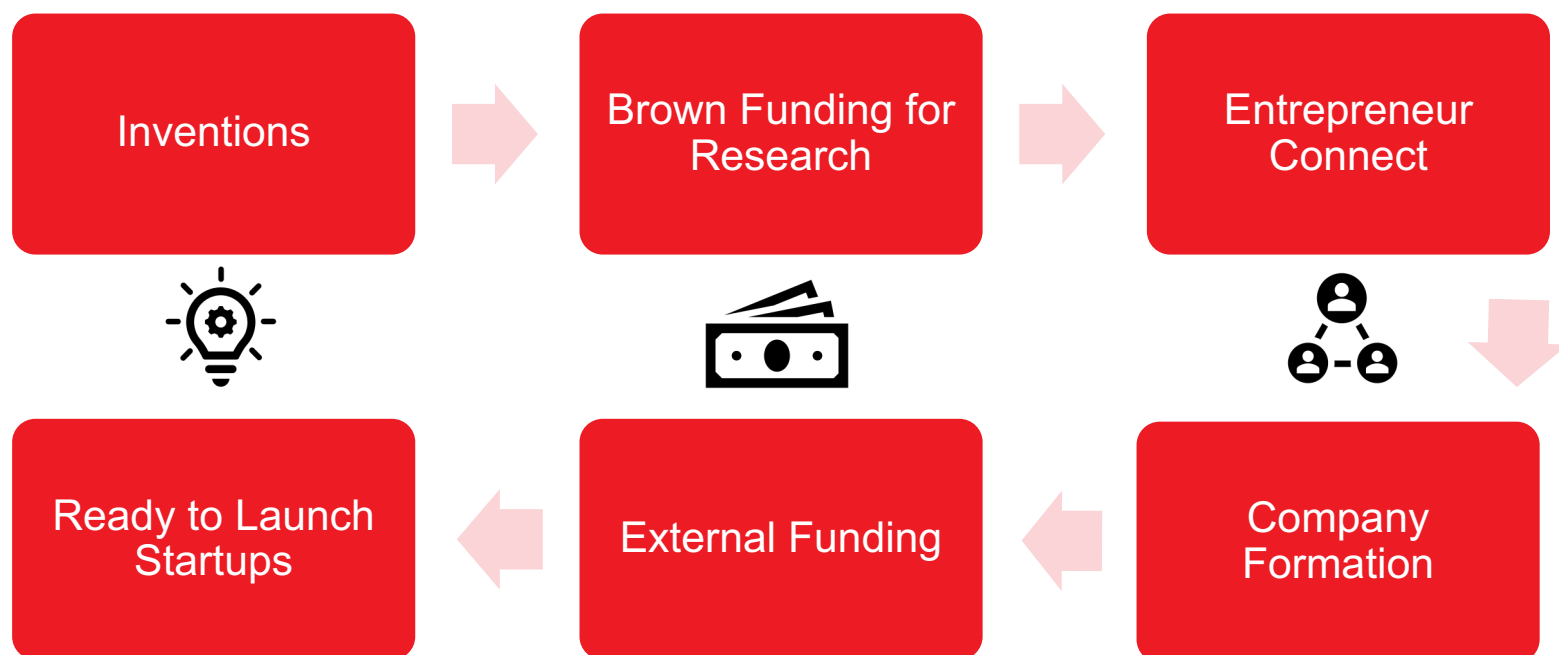 Inventions
Brown Funding for
Research
Entrepreneur
Connect
Ready to Launch
Startups
External Funding
Company
Formation